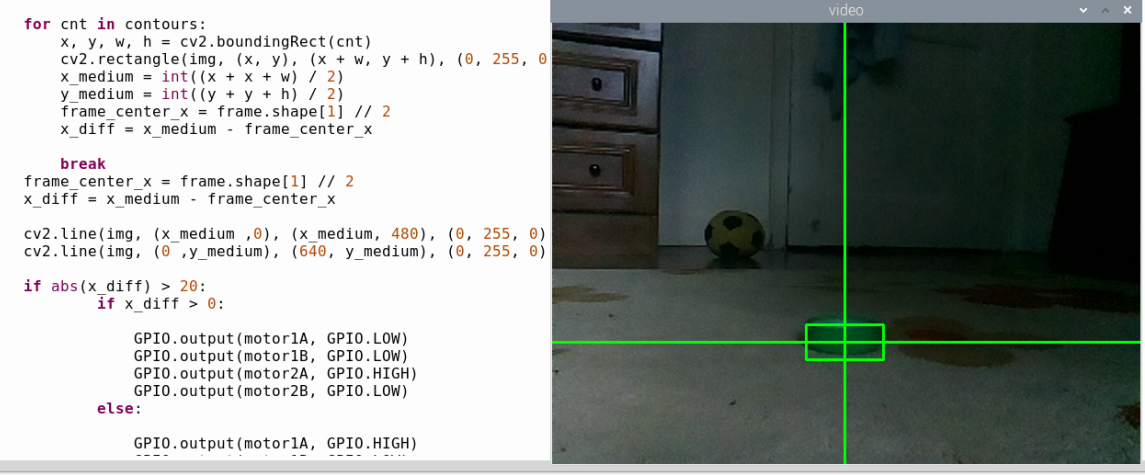 for cnt in contours:
    x, y, w, h = cv2.boundingRect(cnt)
    cv2.rectangle(img, (x, y), (x + w, y + h), (0, 255, 0
    x_medium = int((x + x + w) / 2)
    y_medium = int((y + y + h) / 2)
    frame_center_x = frame.shape[1] // 2
    x_diff = x_medium - frame_center_x
    break
frame_center_x = frame.shape[1] // 2
x_diff = x_medium - frame_center_x
cv2.line(img, (x_medium ,0), (x_medium, 480), (0, 255, 0)
cv2.line(img, (0 ,y_medium), (640, y_medium), (0, 255, 0)
if abs(x_diff) > 20:
        if x_diff > 0:
            GPIO.output(motor1A, GPIO.LOW)
            GPIO.output(motor1B, GPIO.LOW)
            GPIO.output(motor2A, GPIO.HIGH)
            GPIO.output(motor2B, GPIO.LOW)
        else:
            GPIO.output(motor1A, GPIO.HIGH)
video